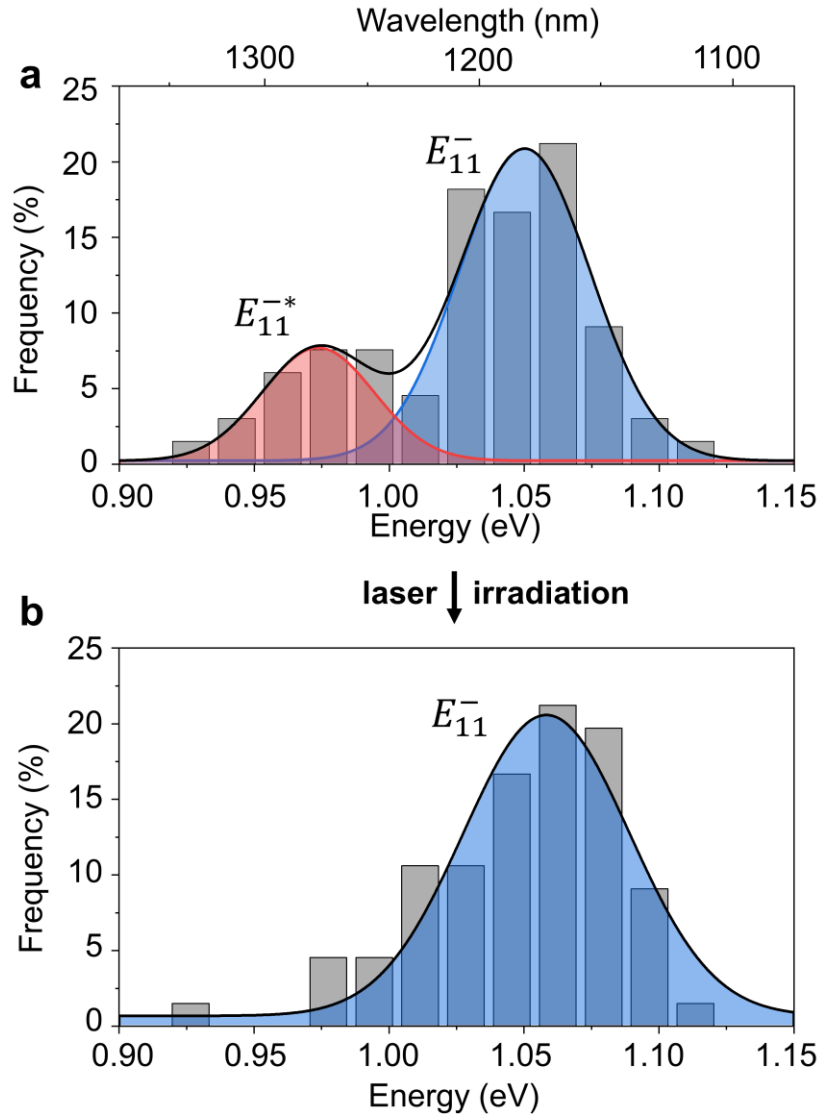 Wavelength (nm)
1300 1200 1100
a
25
20
15
10
5
0
Frequency (%)
E₁₁⁻*
E₁₁⁻
0.90 0.95 1.00 1.05 1.10 1.15
Energy (eV)
laser irradiation
b
25
20
15
10
5
0
Frequency (%)
E₁₁⁻
0.90 0.95 1.00 1.05 1.10 1.15
Energy (eV)